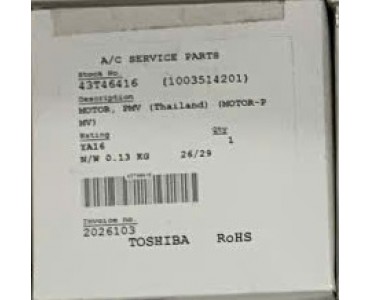 A/C SERVICE PARTS
Stock No.
43T46416 (1003514201)
Description
MOTOR, PMV (Thailand) (MOTOR-P
MV)
Rating Qty
YA16 1
N/W 0.13 KG 26/29
Invoice no.
2026103
TOSHIBA RoHS